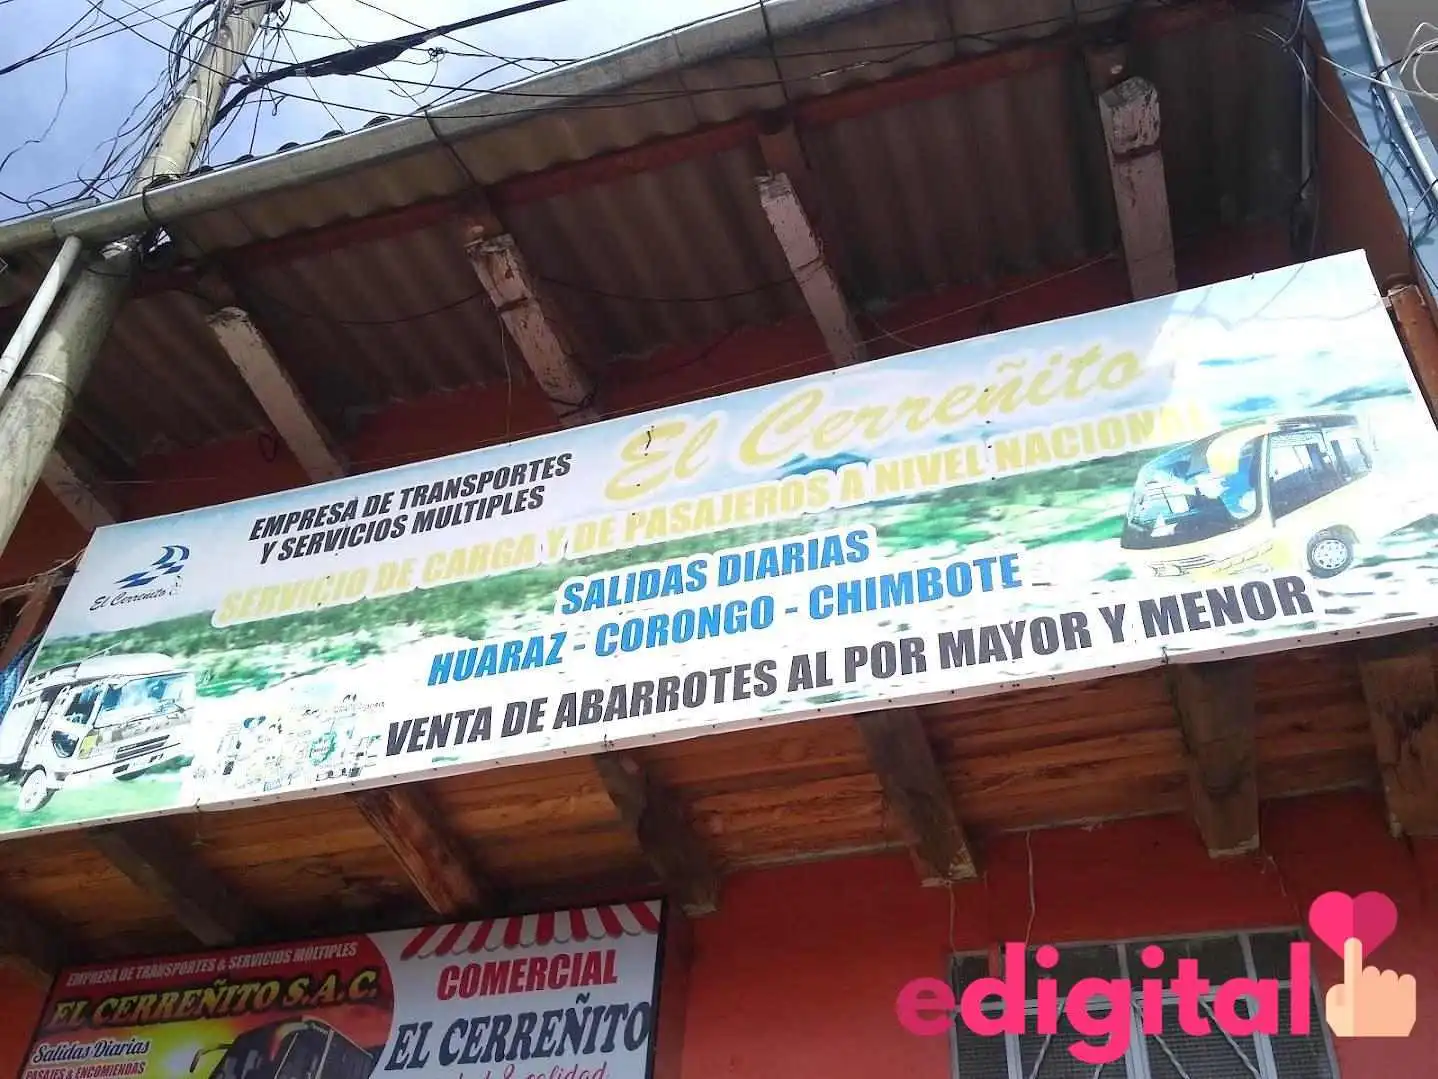 EMPRESA DE TRANSPORTES
Y SERVICIOS MULTIPLES
El Cerreñito
SERVICIO DE CARGA Y DE PASAJEROS A NIVEL NACIONAL
El Cerreñito
SALIDAS DIARIAS
HUARAZ - CORONGO - CHIMBOTE
VENTA DE ABARROTES AL POR MAYOR Y MENOR
EMPRESA DE TRANSPORTES & SERVICIOS MÚLTIPLES
EL CERREÑITO S.A.C.
Salidas Diarias
PASAJES & ENCOMIENDAS
COMERCIAL
EL CERREÑITO
& calidad
edigital